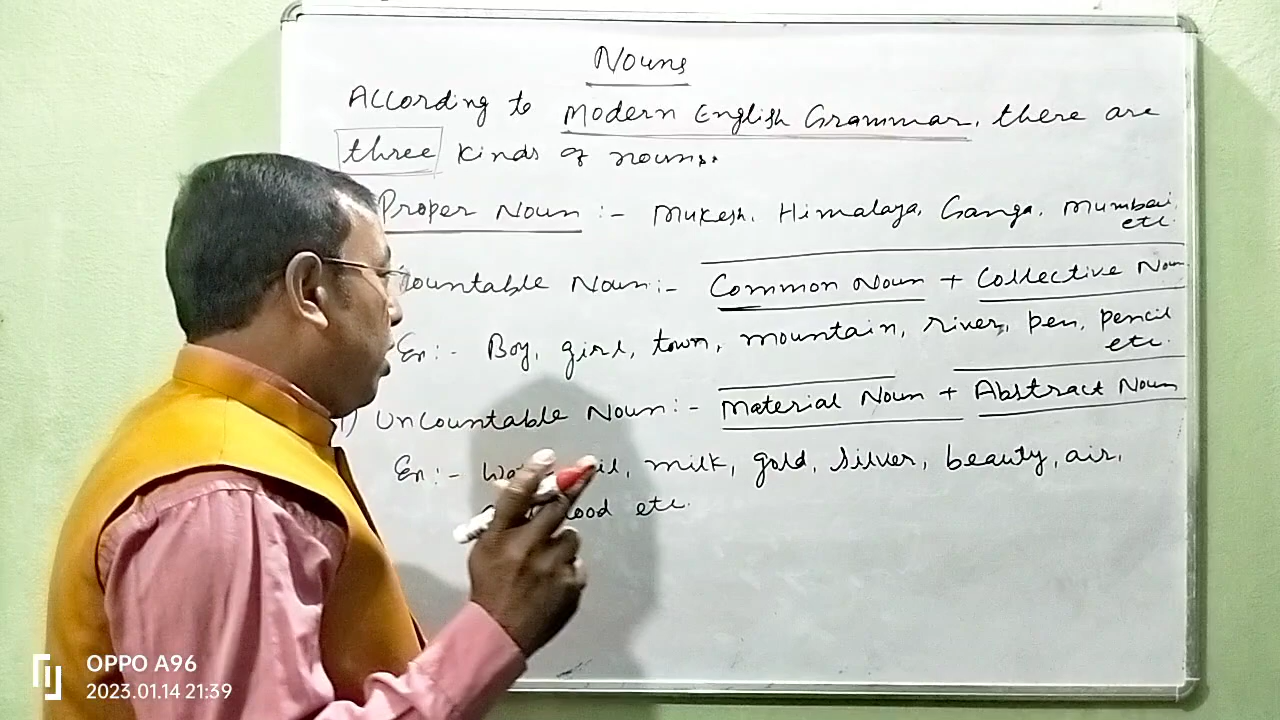 Nouns
According to Modern English Grammar, there are
three kinds of nouns.
Proper Noun :- Mukesh, Himalaya, Ganga, Mumbai,
etc.
ountable Noun :- Common Noun + Collective Noun
Ex :- Boy, girl, town, mountain, river, pen, pencil
etc.
) Uncountable Noun :- Material Noun + Abstract Noun
Ex :- milk, gold, silver, beauty, air,
etc.
OPPO A96
2023.01.14 21:39